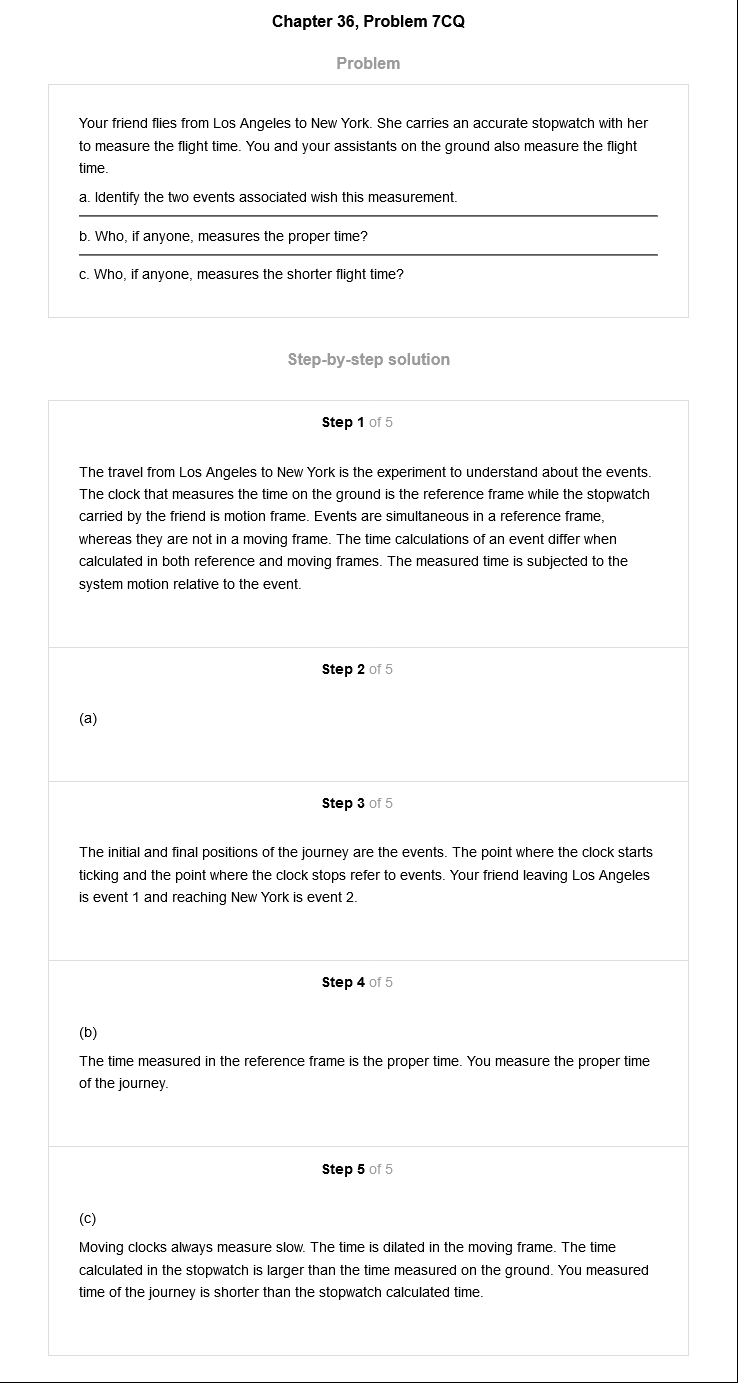 Chapter 36, Problem 7CQ
Problem
Your friend flies from Los Angeles to New York. She carries an accurate stopwatch with her
to measure the flight time. You and your assistants on the ground also measure the flight
time.
a. Identify the two events associated wish this measurement.
b. Who, if anyone, measures the proper time?
c. Who, if anyone, measures the shorter flight time?
Step-by-step solution
Step 1 of 5
The travel from Los Angeles to New York is the experiment to understand about the events.
The clock that measures the time on the ground is the reference frame while the stopwatch
carried by the friend is motion frame. Events are simultaneous in a reference frame,
whereas they are not in a moving frame. The time calculations of an event differ when
calculated in both reference and moving frames. The measured time is subjected to the
system motion relative to the event.
Step 2 of 5
(a)
Step 3 of 5
The initial and final positions of the journey are the events. The point where the clock starts
ticking and the point where the clock stops refer to events. Your friend leaving Los Angeles
is event 1 and reaching New York is event 2.
Step 4 of 5
(b)
The time measured in the reference frame is the proper time. You measure the proper time
of the journey.
Step 5 of 5
(c)
Moving clocks always measure slow. The time is dilated in the moving frame. The time
calculated in the stopwatch is larger than the time measured on the ground. You measured
time of the journey is shorter than the stopwatch calculated time.